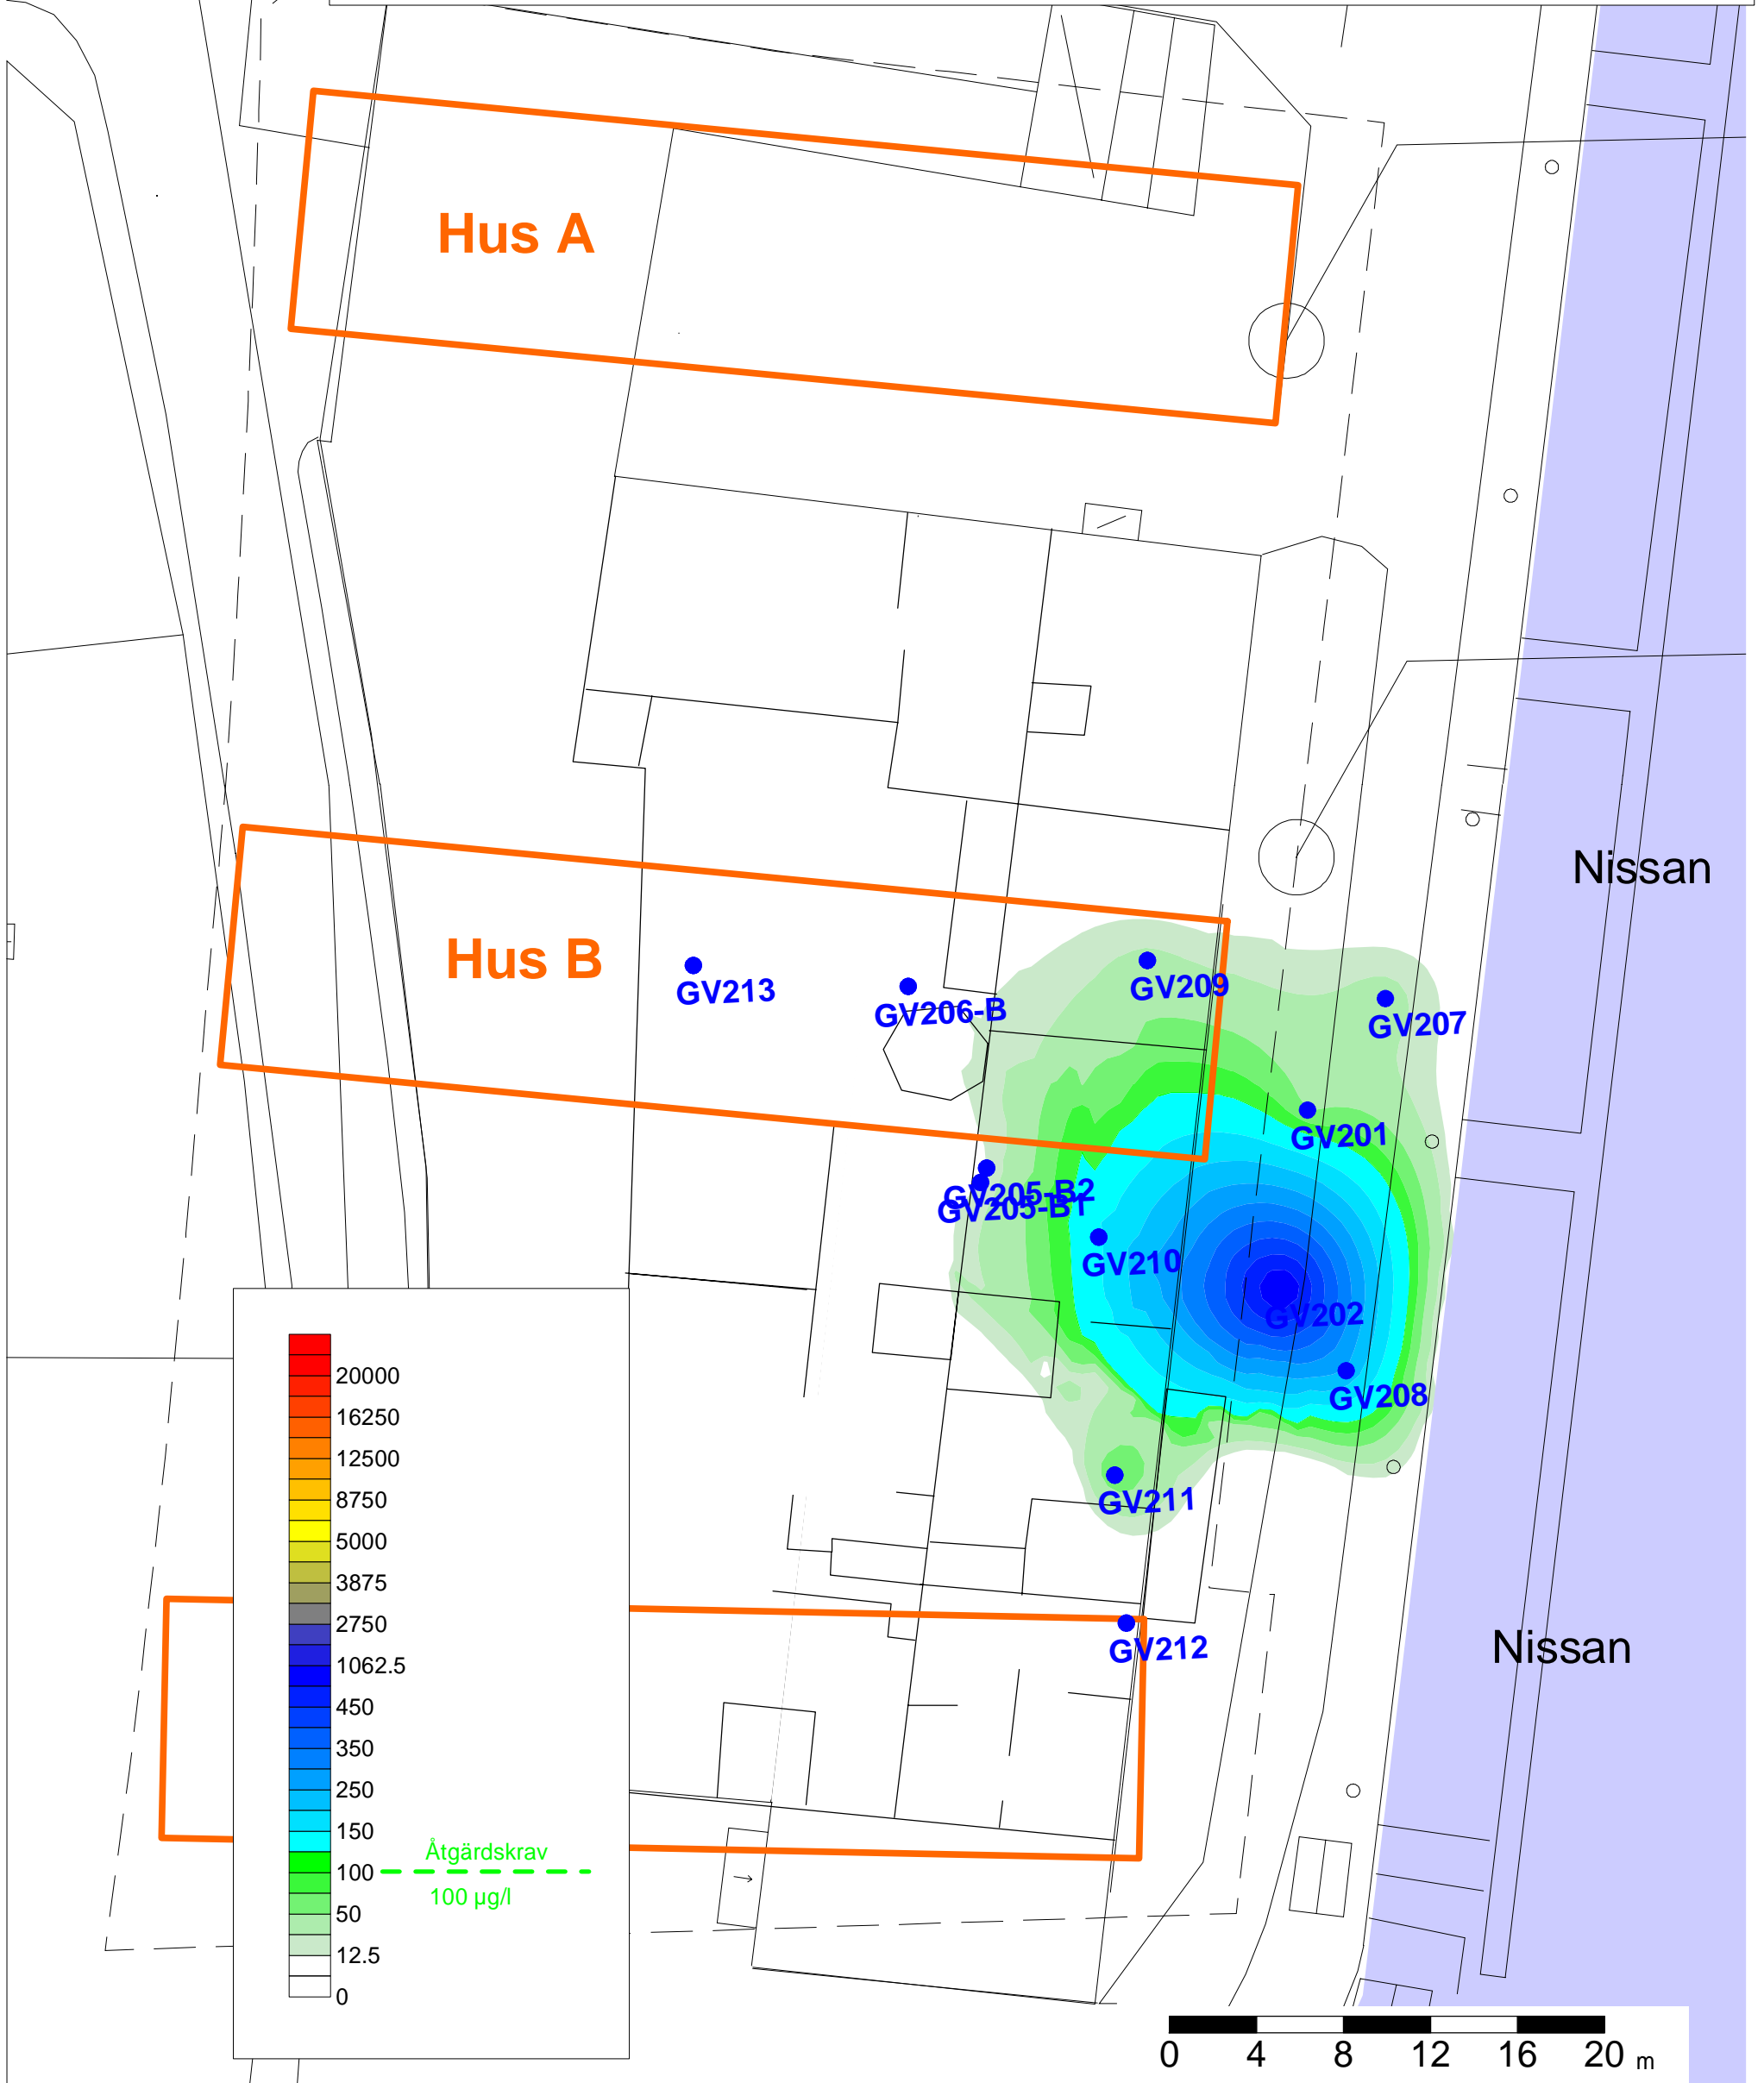 Hus A
Nissan
Hus B
GV213
GV206-B
GV209
GV207
GV201
GV205-B2
GV205-B1
GV210
GV202
GV208
GV211
GV212
Nissan
20000
16250
12500
8750
5000
3875
2750
1062.5
450
350
250
150
100
50
12.5
0
Åtgärdskrav
100 µg/l
0 4 8 12 16 20 m